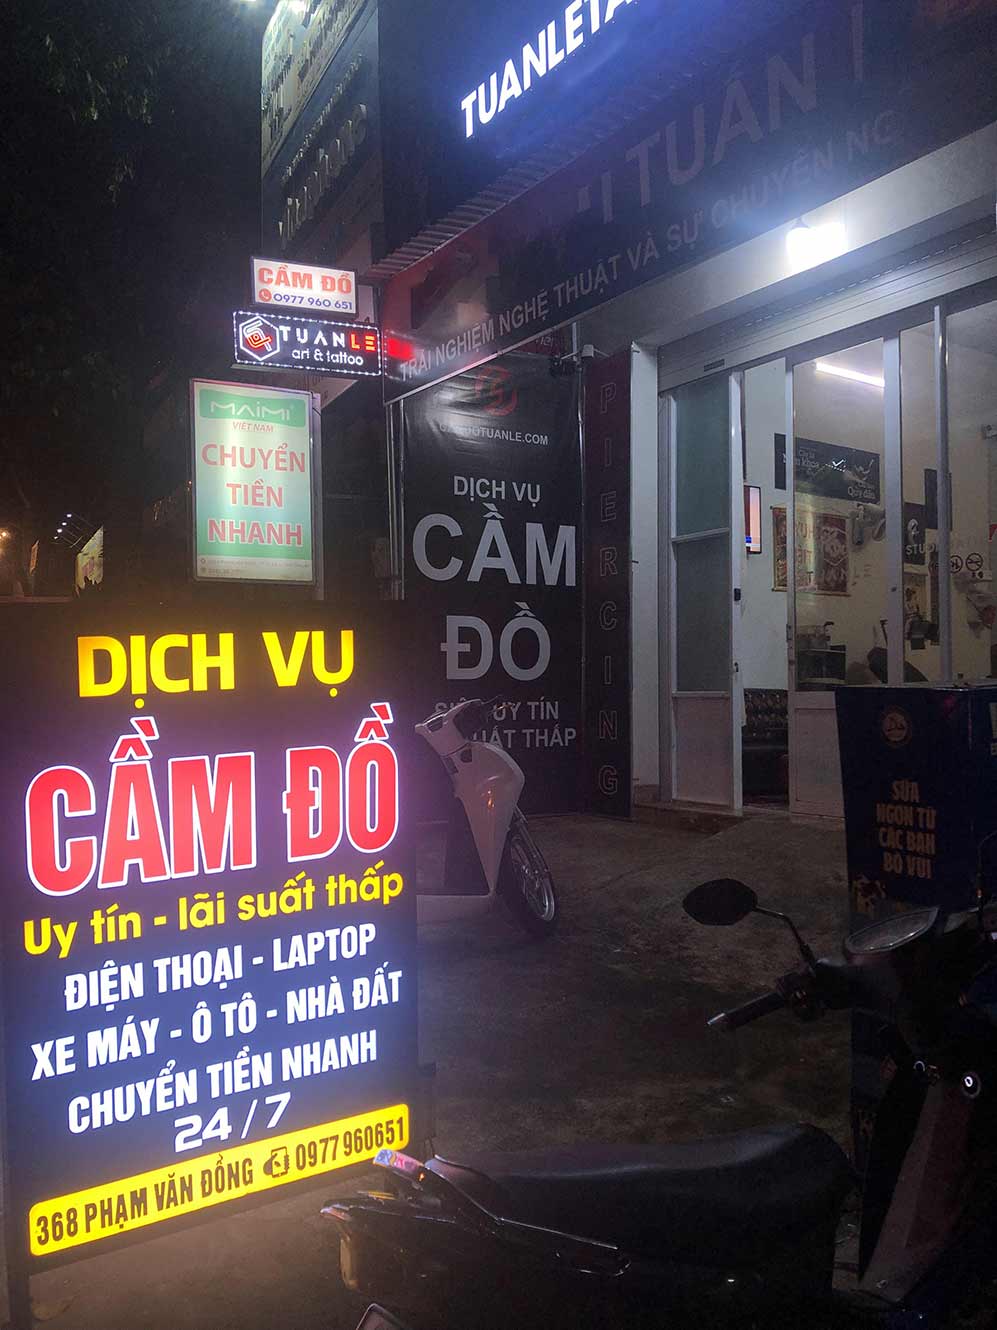 TUANLETA
TUẤN
TRẢI NGHIỆM NGHỆ THUẬT VÀ SỰ CHUYÊN NG
CẦM ĐỒ
0977 960 651
TUANLE
art & tattoo
MAIMI
VIỆT NAM
CHUYỂN
TIỀN
NHANH
DỊCH VỤ
CẦM
ĐỒ
UY TÍN
THẤP
PIERCING
Quý dần
DỊCH VỤ
CẦM ĐỒ
Uy tín - lãi suất thấp
ĐIỆN THOẠI - LAPTOP
XE MÁY - Ô TÔ - NHÀ ĐẤT
CHUYỂN TIỀN NHANH
24/7
368 PHẠM VĂN ĐỒNG 0977960651
SỮA
NGON TỪ
CÁC BẠN
BÒ VUI